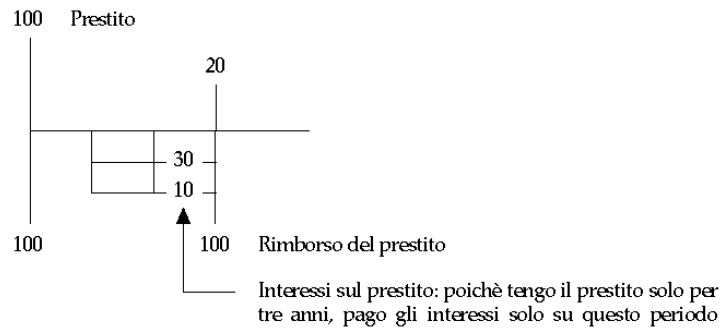 100 Prestito
20
30
10
100 100 Rimborso del prestito
Interessi sul prestito: poichè tengo il prestito solo per
tre anni, pago gli interessi solo su questo periodo